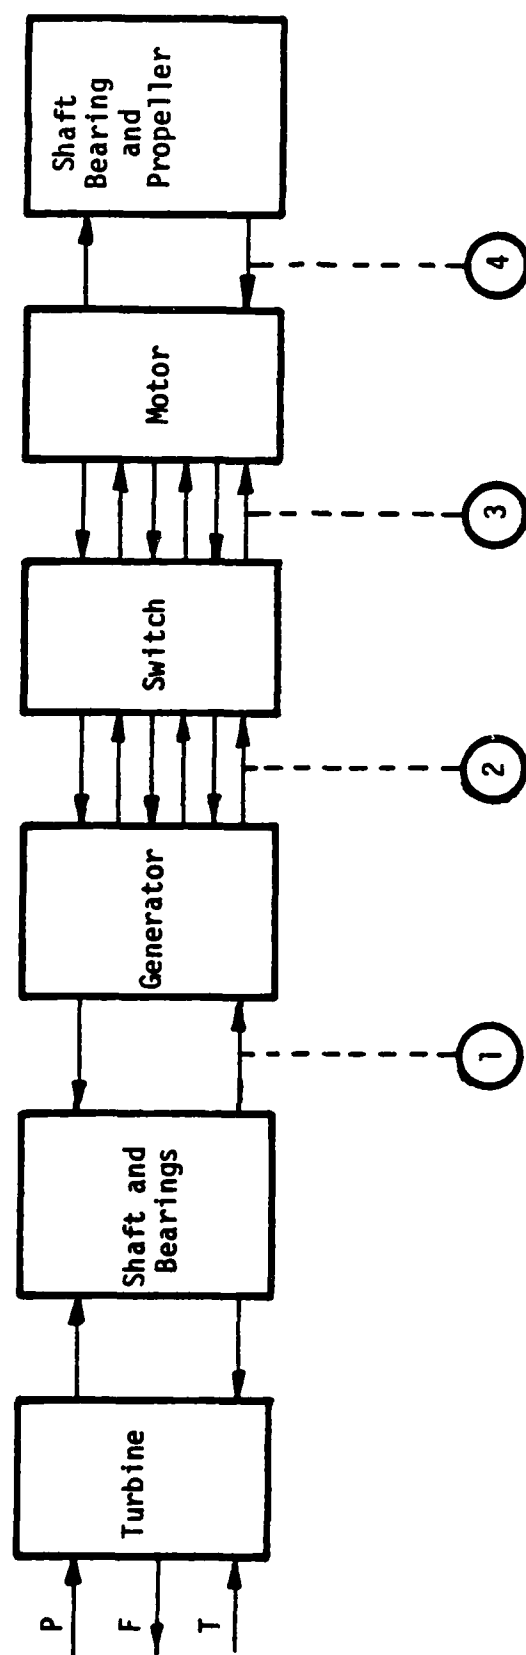 P
F
T
Turbine
Shaft and
Bearings
Generator
Switch
Motor
Shaft
Bearing
and
Propeller
1
2
3
4